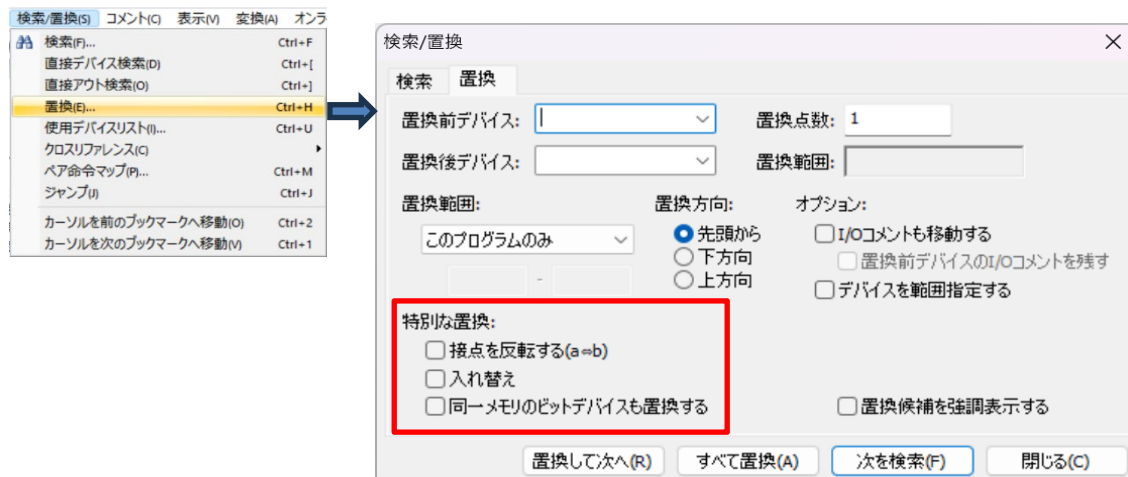 検索/置換(S) コメント(C) 表示(V) 変換(A) オンラ
検索(F)... Ctrl+F
直接デバイス検索(D) Ctrl+[
直接アウト検索(O) Ctrl+]
置換(E)... Ctrl+H
使用デバイスリスト(I)... Ctrl+U
クロスリファレンス(C)
ペア命令マップ(P)... Ctrl+M
ジャンプ(J) Ctrl+J
カーソルを前のブックマークへ移動(O) Ctrl+2
カーソルを次のブックマークへ移動(V) Ctrl+1
検索/置換
検索 置換
置換前デバイス: 置換点数: 1
置換後デバイス: 置換範囲:
置換範囲: 置換方向: オプション:
このプログラムのみ 先頭から I/Oコメントも移動する
下方向 置換前デバイスのI/Oコメントを残す
- 上方向 デバイスを範囲指定する
特別な置換:
接点を反転する(a⇔b)
入れ替え
同一メモリのビットデバイスも置換する 置換候補を強調表示する
置換して次へ(R) すべて置換(A) 次を検索(F) 閉じる(C)